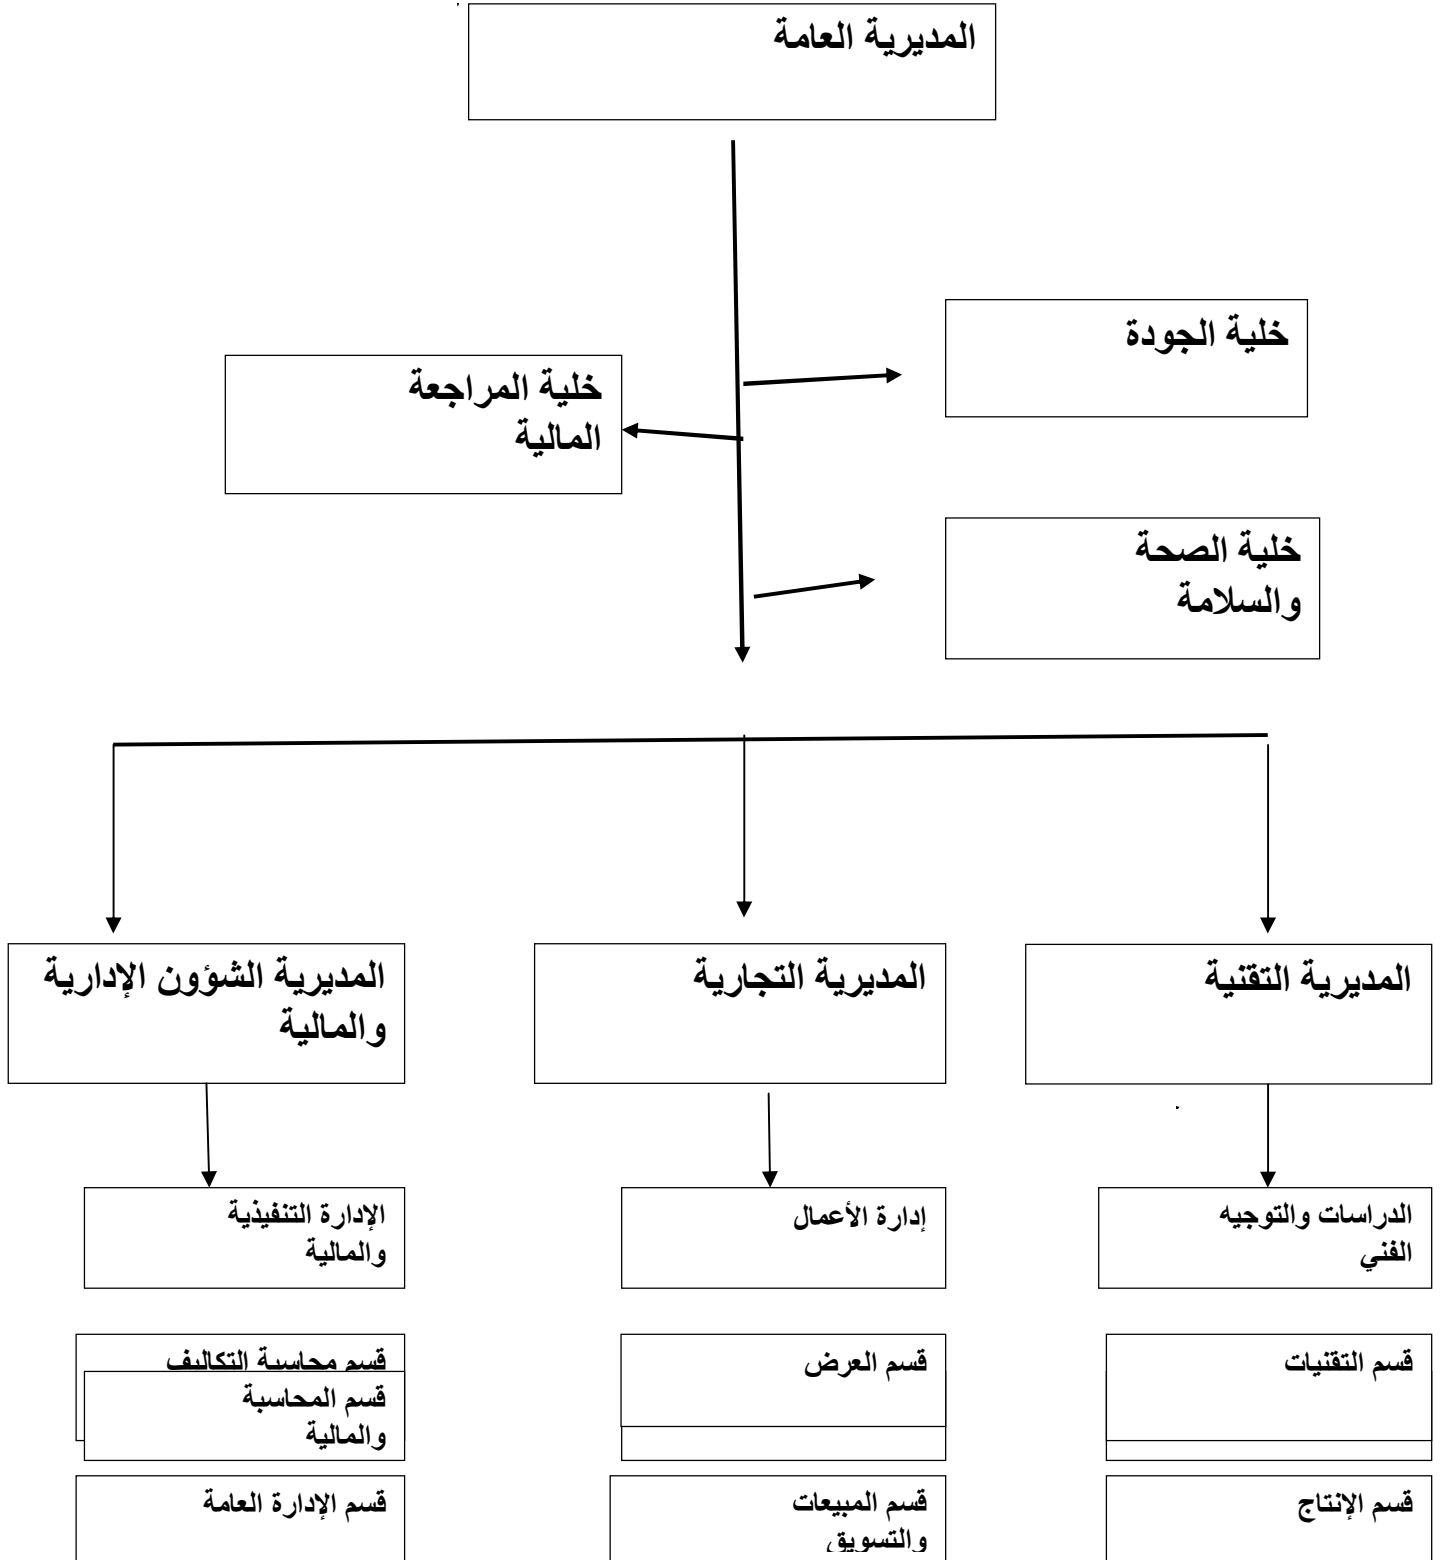 المديرية العامة
خلية الجودة
خلية المراجعة
المالية
خلية الصحة
والسلامة
المديرية التقنية
المديرية التجارية
المديرية الشؤون الإدارية
والمالية
الدراسات والتوجيه
الفني
إدارة الأعمال
الإدارة التنفيذية
والمالية
قسم التقنيات
قسم العرض
قسم محاسبة التكاليف
قسم المحاسبة
والمالية
قسم الإنتاج
قسم المبيعات
والتسويق
قسم الإدارة العامة